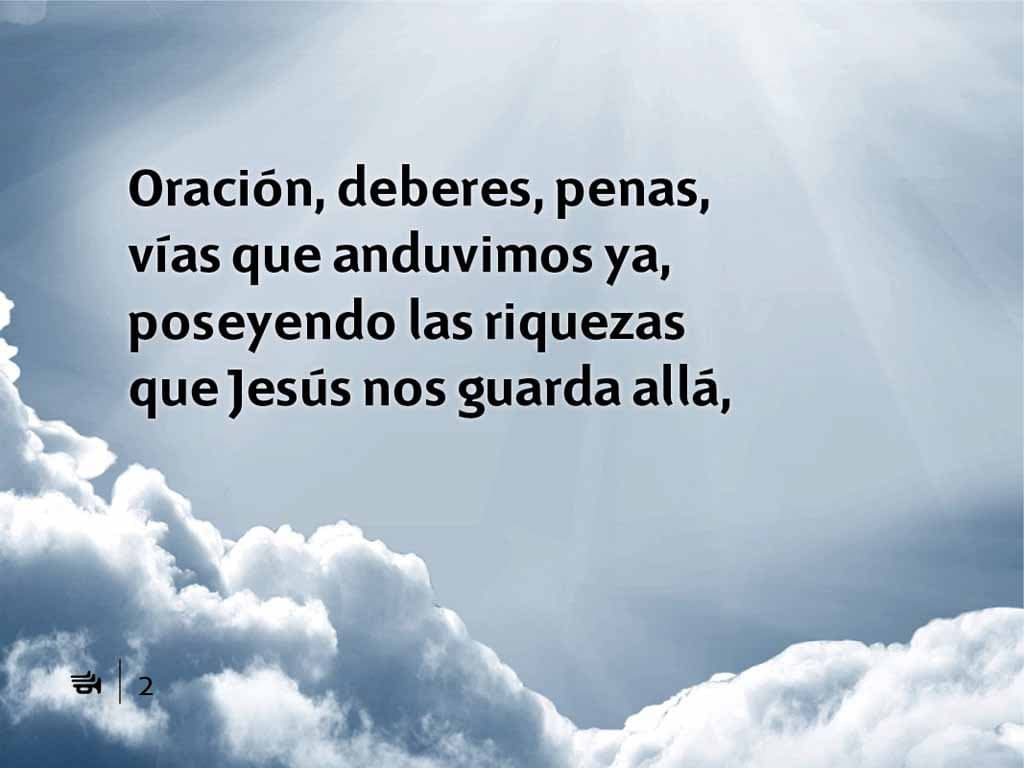 Oración, deberes, penas,
vías que anduvimos ya,
poseyendo las riquezas
que Jesús nos guarda allá,
2